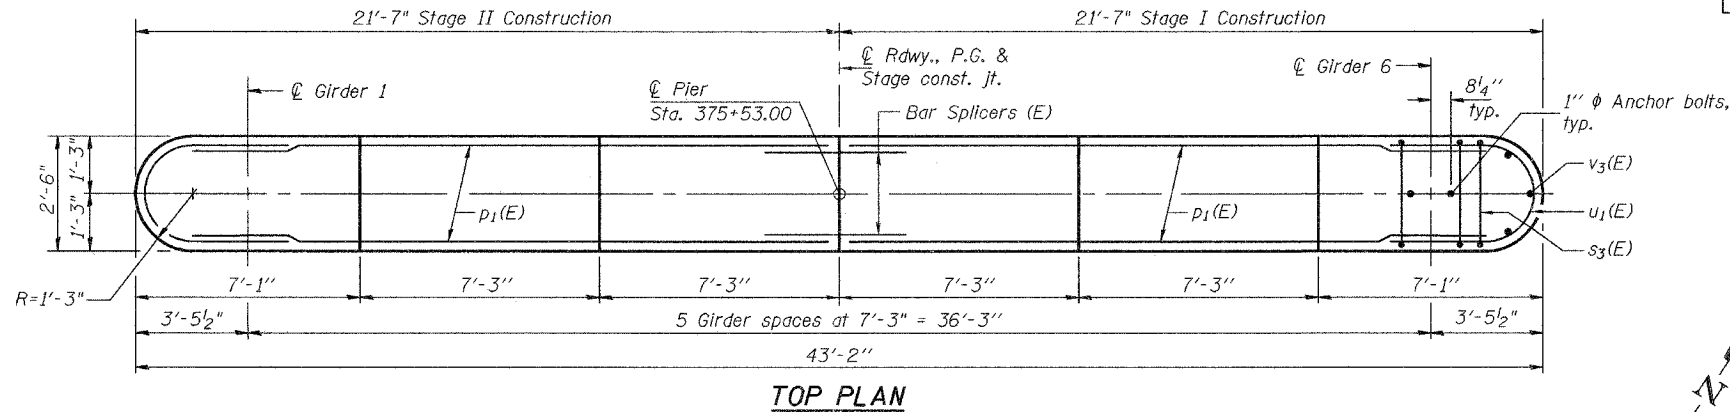 21'-7" Stage II Construction
21'-7" Stage I Construction
℄ Rdwy., P.G. &
Stage const. jt.
℄ Girder 1
℄ Pier
Sta. 375+53.00
Bar Splicers (E)
℄ Girder 6
8¼"
typ.
1" ϕ Anchor bolts,
typ.
2'-6"
1'-3"
1'-3"
p₁(E)
p₁(E)
v₃(E)
u₁(E)
s₃(E)
R=1'-3"
7'-1"
7'-3"
7'-3"
7'-3"
7'-3"
7'-1"
3'-5½"
5 Girder spaces at 7'-3" = 36'-3"
3'-5½"
43'-2"
TOP PLAN
N